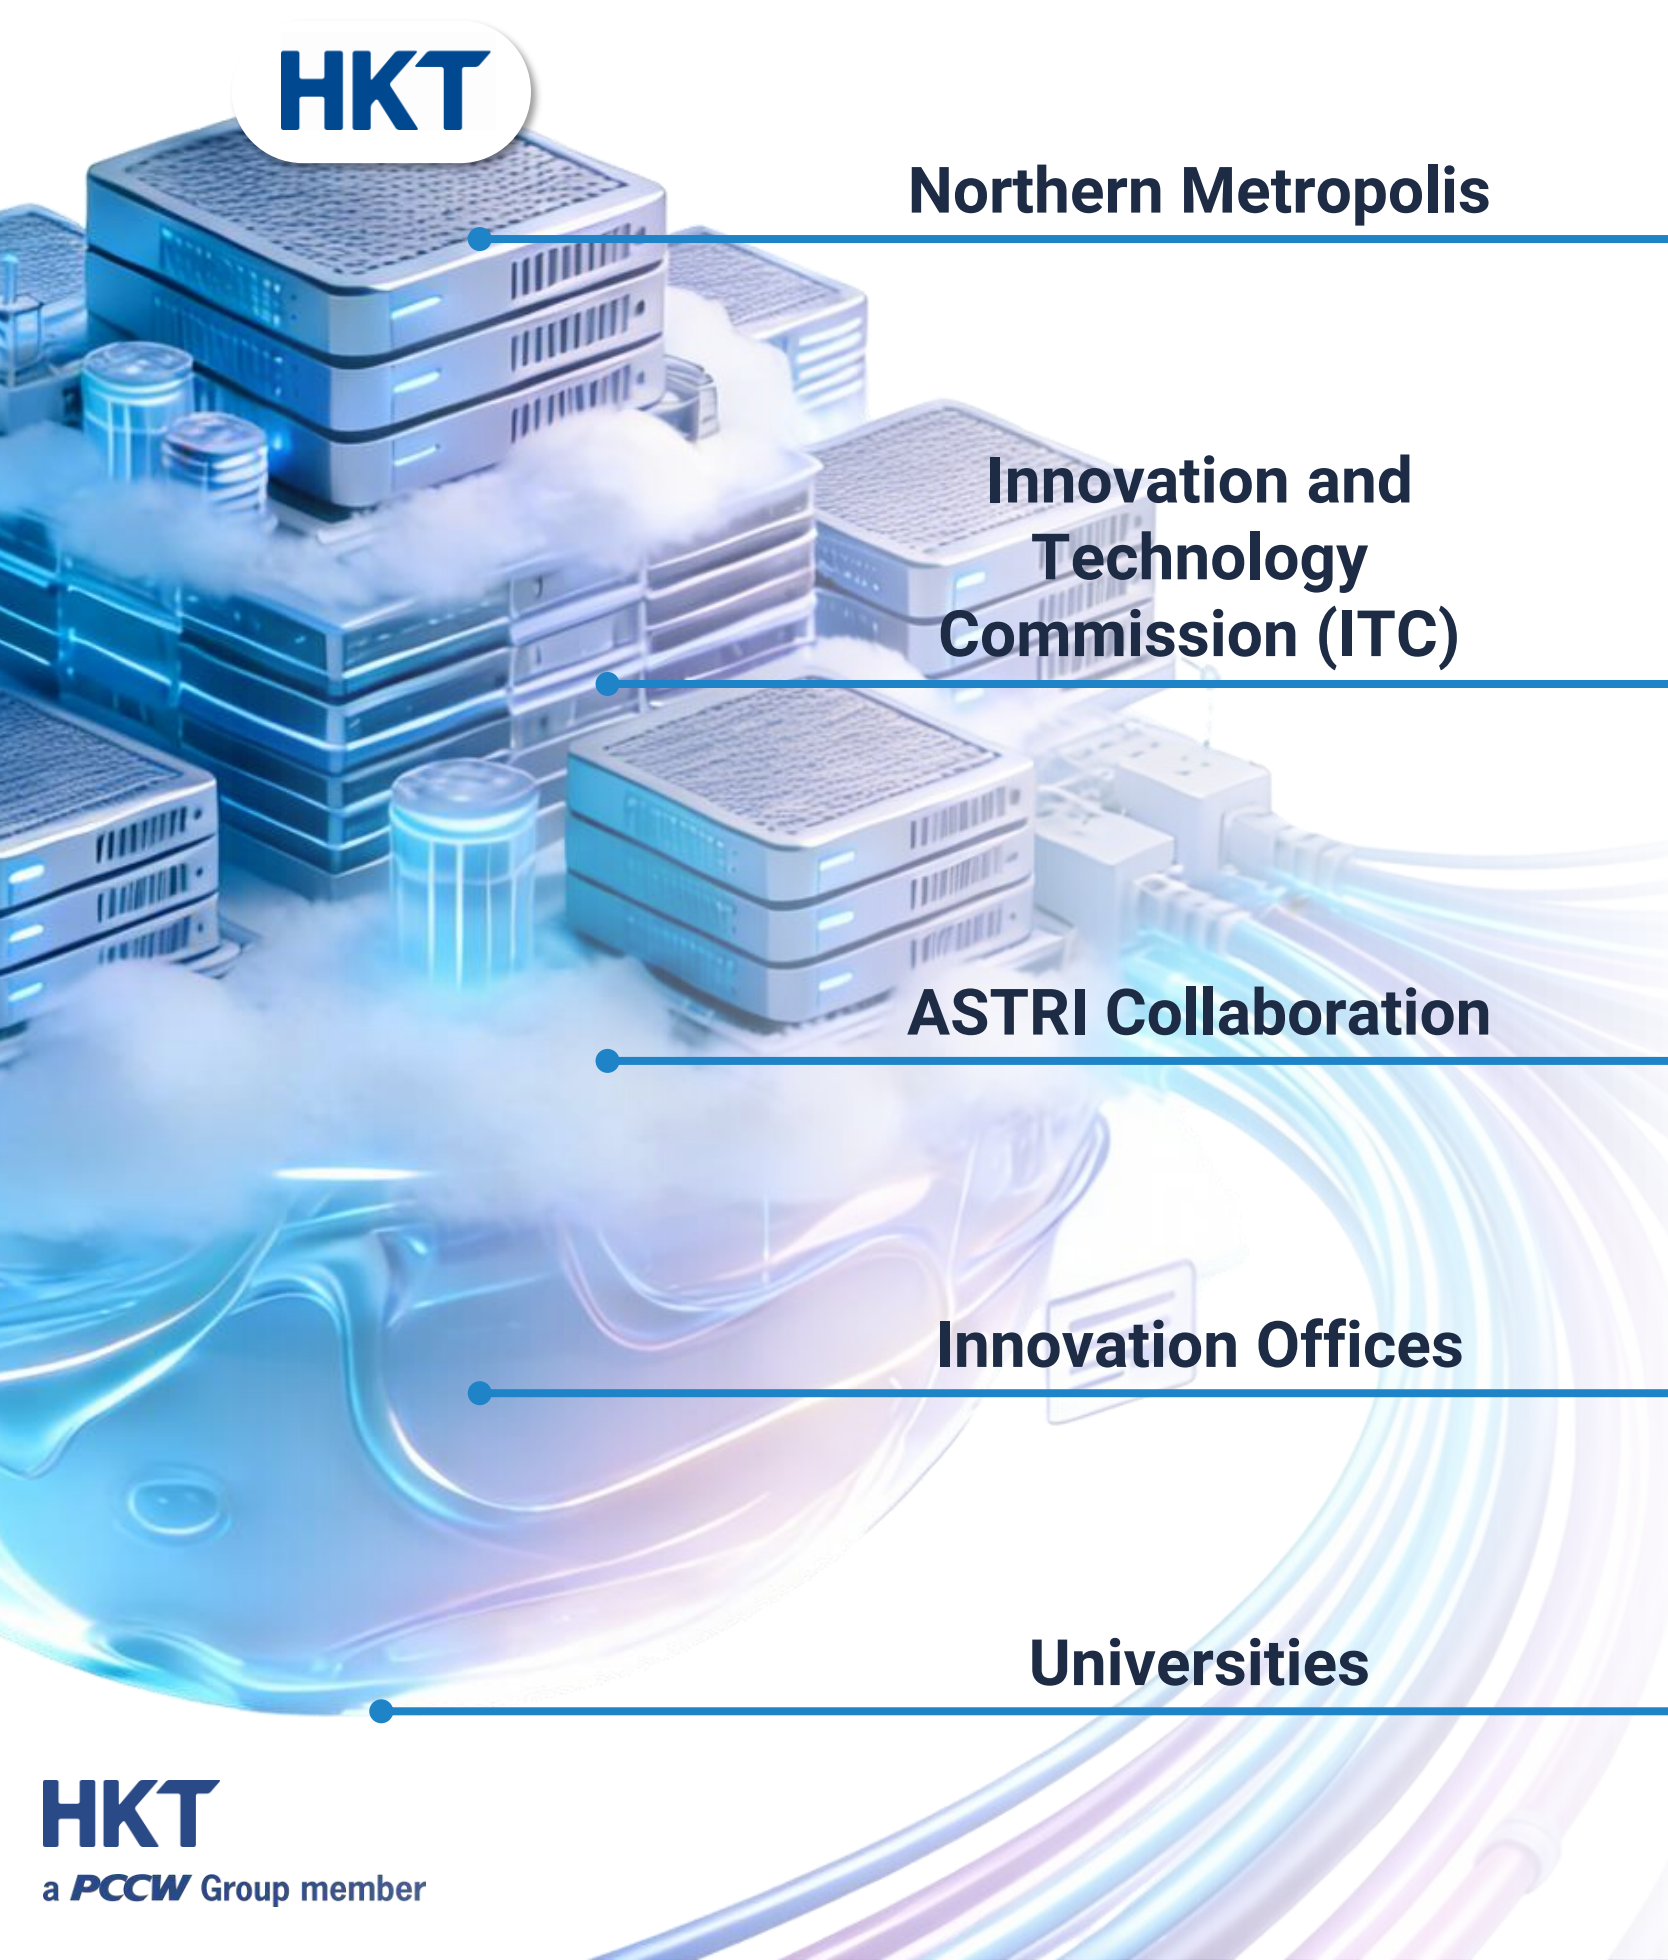 HKT
Northern Metropolis
Innovation and
Technology
Commission (ITC)
ASTRI Collaboration
Innovation Offices
Universities
HKT
a PCCW Group member